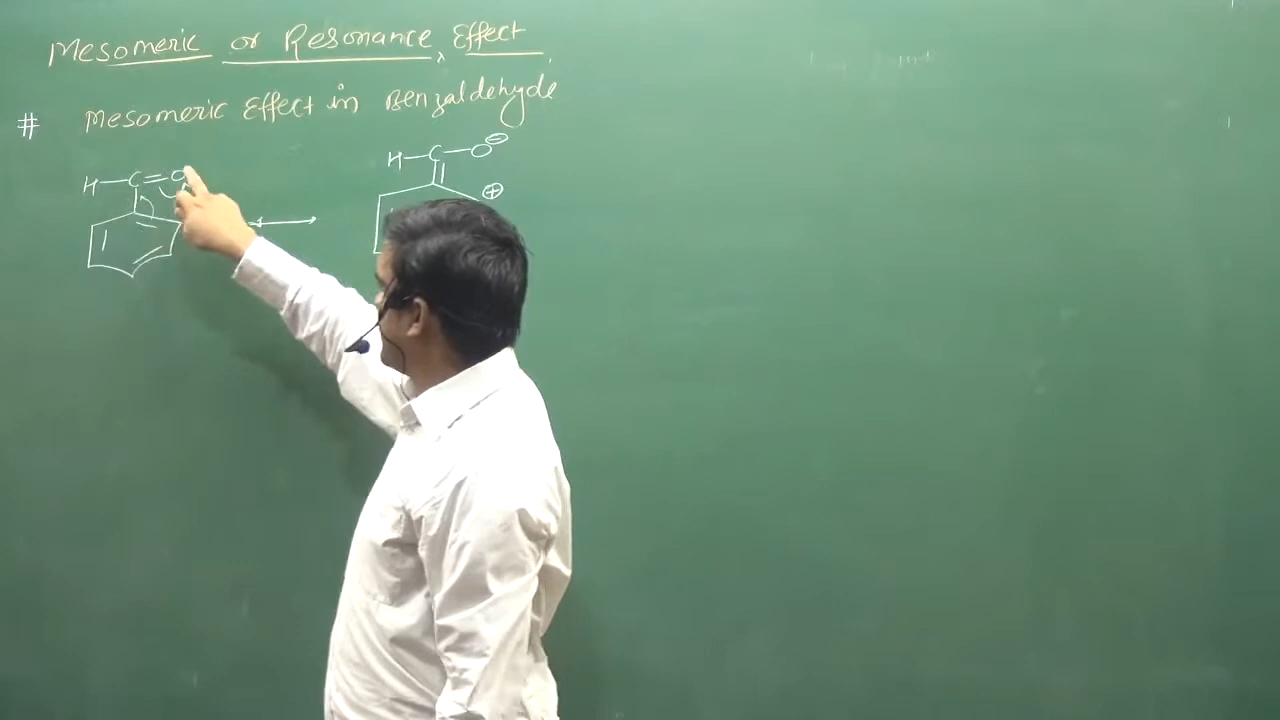 Mesomeric or Resonance, Effect.
# Mesomeric Effect in Benzaldehyde
H—C=O
H—C—O⊖
⊕